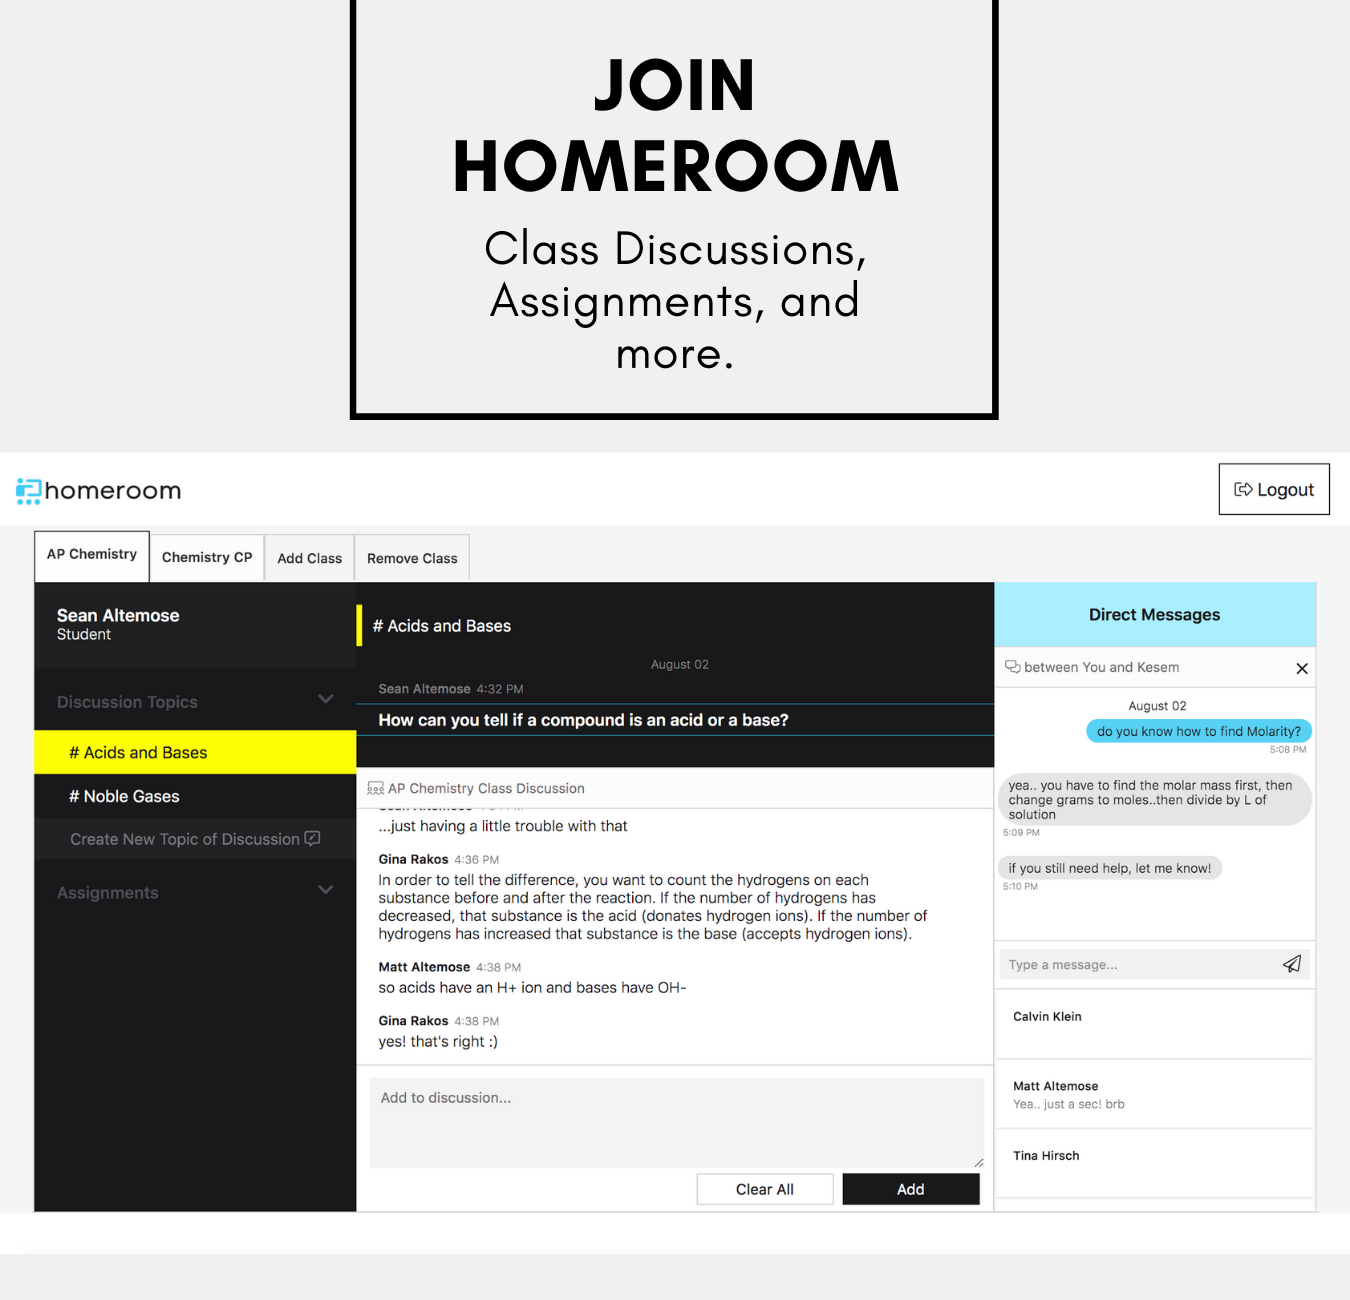 JOIN
HOMEROOM
Class Discussions,
Assignments, and
more.
homeroom
Logout
AP Chemistry
Chemistry CP
Add Class
Remove Class
Sean Altemose
Student
Discussion Topics
# Acids and Bases
# Noble Gases
Create New Topic of Discussion
Assignments
# Acids and Bases
August 02
Sean Altemose 4:32 PM
How can you tell if a compound is an acid or a base?
AP Chemistry Class Discussion
...just having a little trouble with that
Gina Rakos 4:36 PM
In order to tell the difference, you want to count the hydrogens on each
substance before and after the reaction. If the number of hydrogens has
decreased, that substance is the acid (donates hydrogen ions). If the number of
hydrogens has increased that substance is the base (accepts hydrogen ions).
Matt Altemose 4:38 PM
so acids have an H+ ion and bases have OH-
Gina Rakos 4:38 PM
yes! that's right :)
Add to discussion...
Clear All
Add
Direct Messages
between You and Kesem
August 02
do you know how to find Molarity?
5:08 PM
yea.. you have to find the molar mass first, then
change grams to moles..then divide by L of
solution
5:09 PM
if you still need help, let me know!
5:10 PM
Type a message...
Calvin Klein
Matt Altemose
Yea.. just a sec! brb
Tina Hirsch